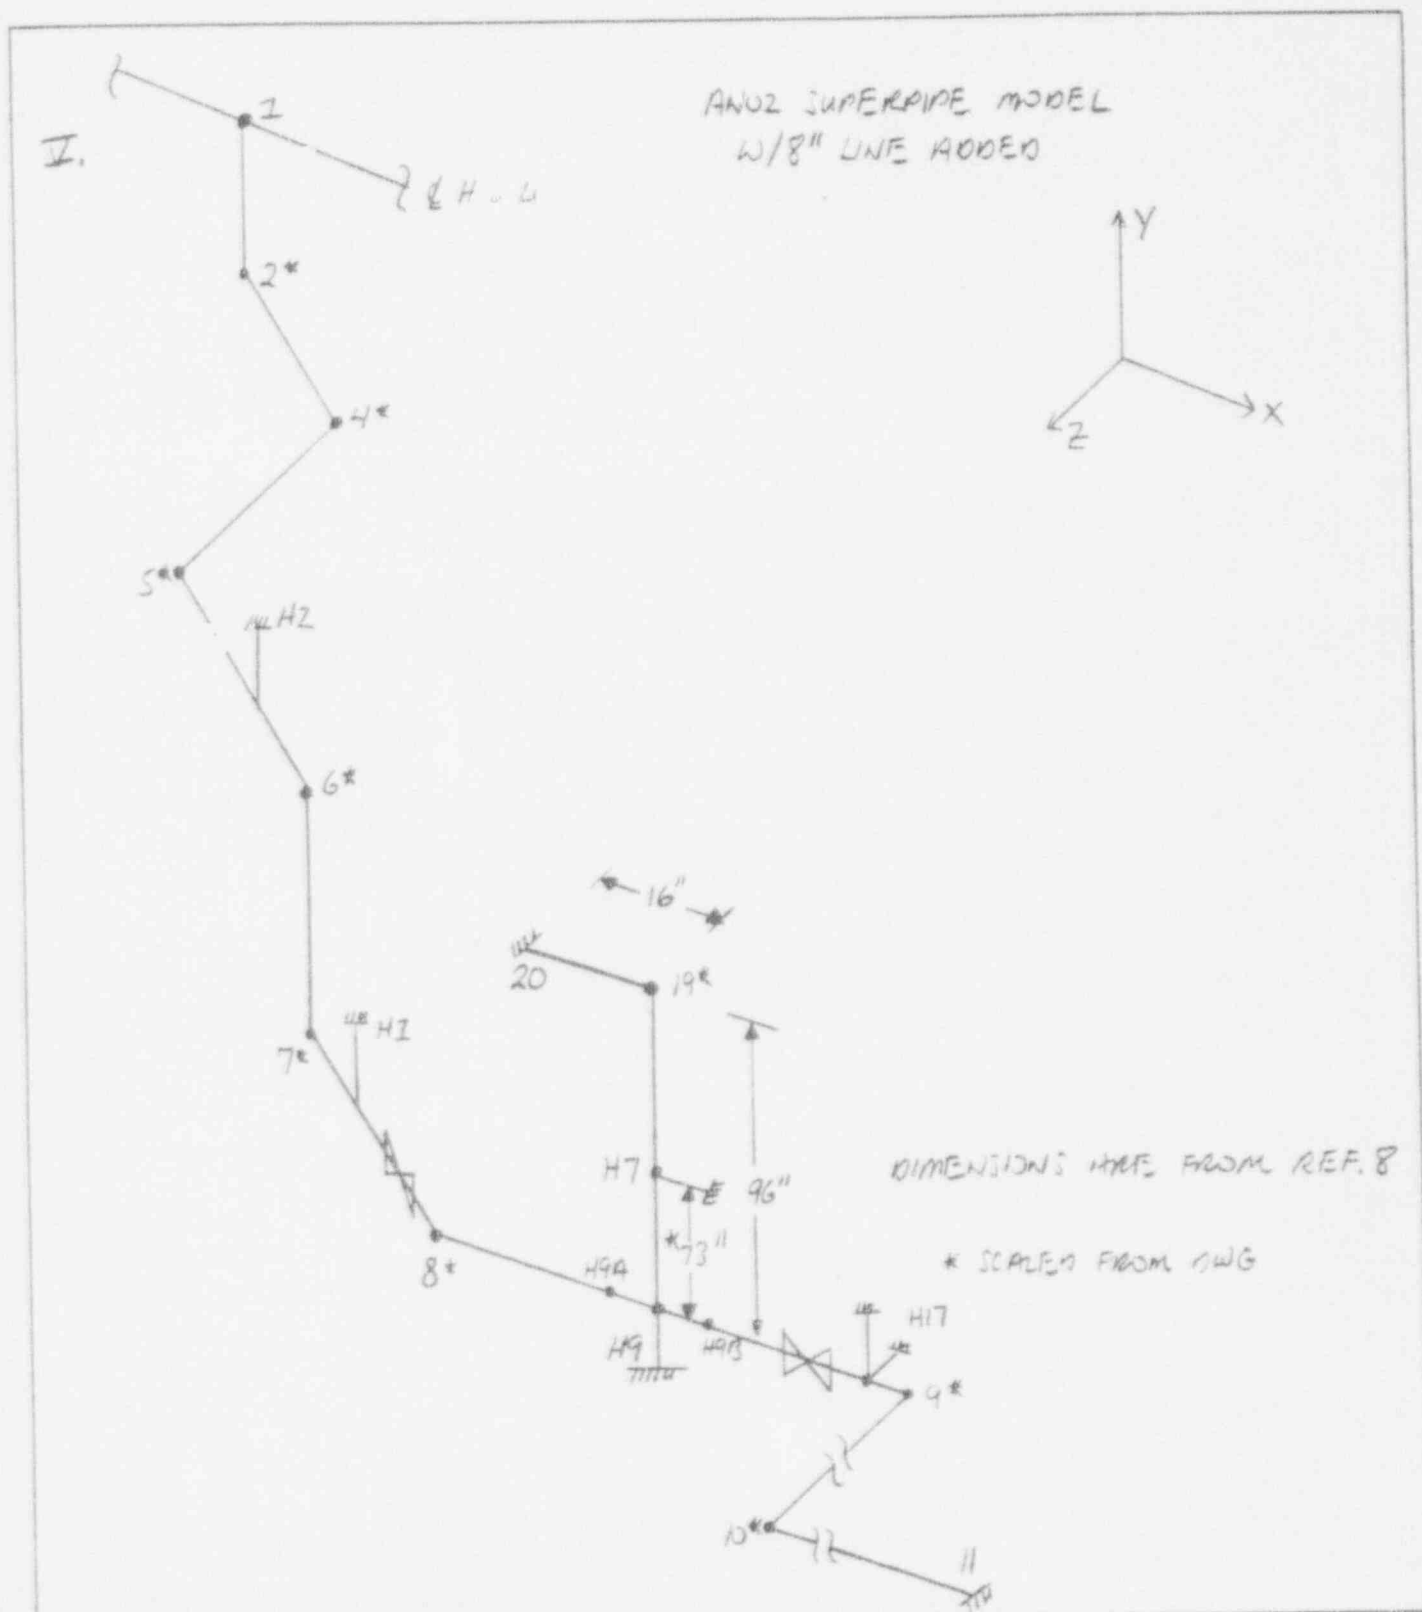 ANO2 SUPERPIPE MODEL
W/8" LINE ADDED
V.
1
Y
X
Z
2*
4*
5*
H2
6*
16"
20
19*
7*
H1
H7
96"
*73"
DIMENSIONS ARE FROM REF. 8
* SCALED FROM DWG
8*
H9A
H9
H9B
H17
9*
10*
11